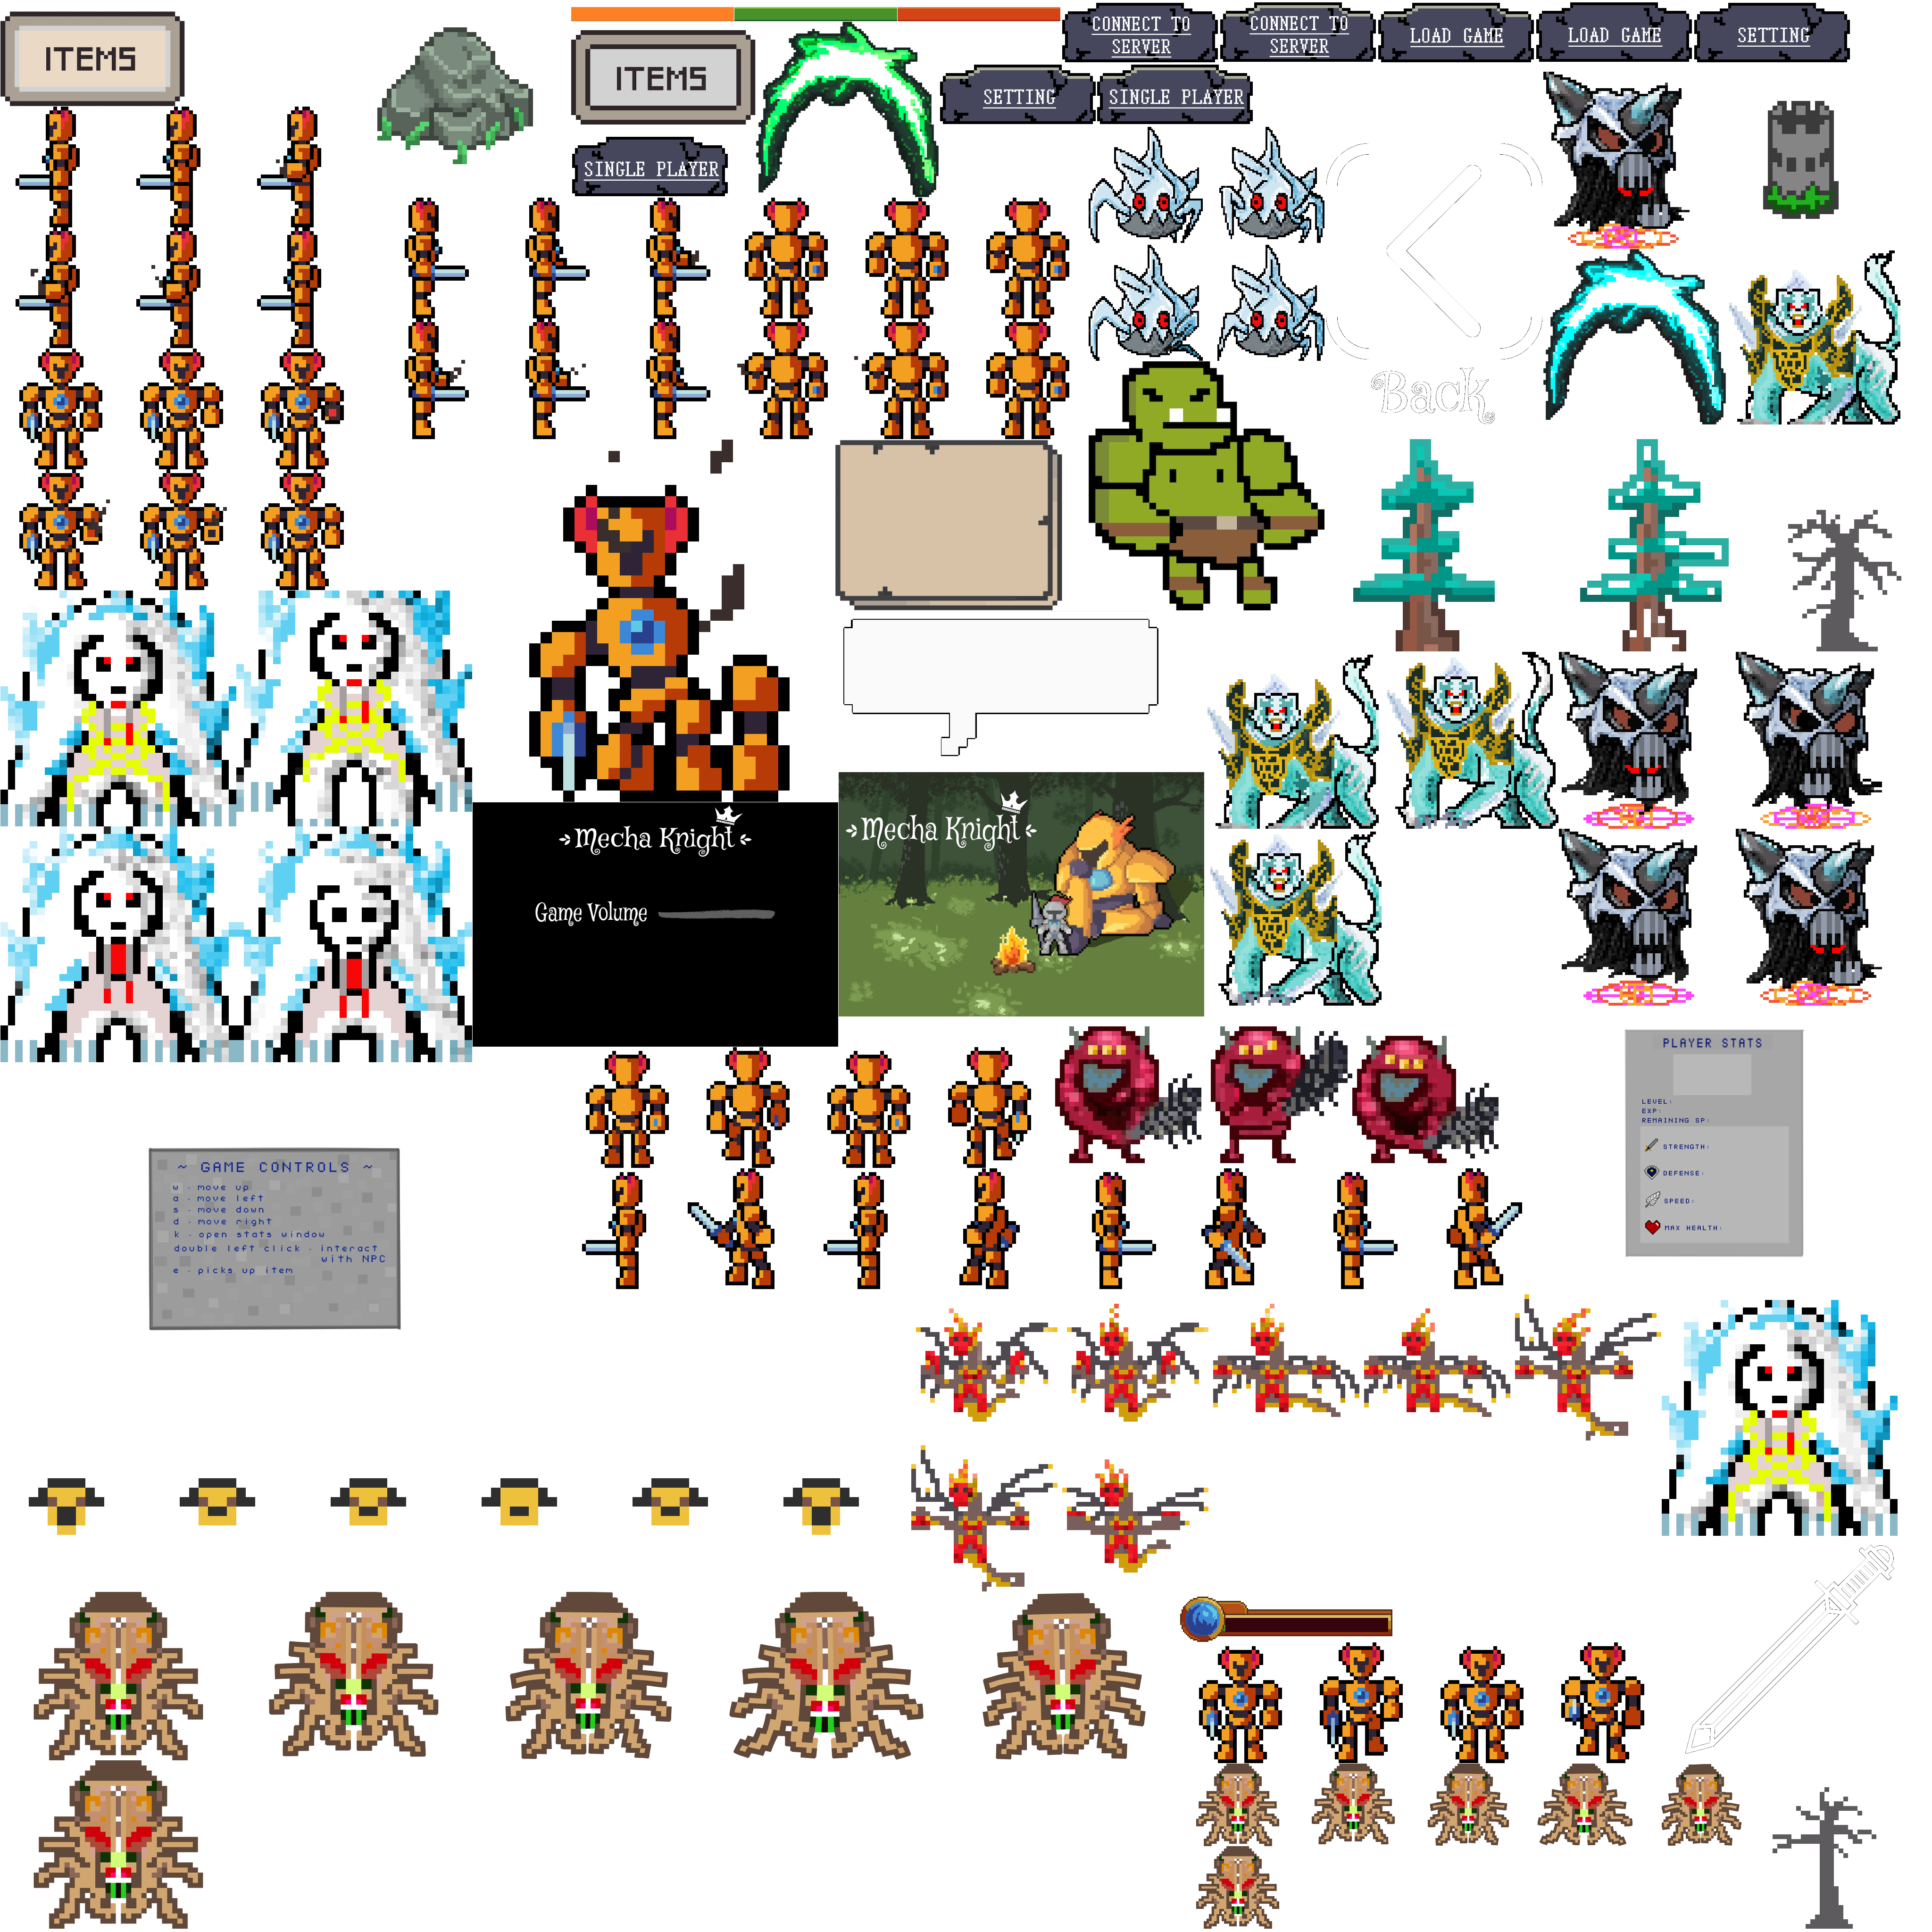 ITEMS
ITEMS
CONNECT TO
SERVER
CONNECT TO
SERVER
LOAD GAME
LOAD GAME
SETTING
SETTING
SINGLE PLAYER
SINGLE PLAYER
Back
Mecha Knight
Game Volume
Mecha Knight
PLAYER STATS
LEVEL:
EXP:
REMAINING SP:
STRENGTH:
DEFENSE:
SPEED:
MAX HEALTH:
~ GAME CONTROLS ~
w - move up
a - move left
s - move down
d - move right
k - open stats window
double left click - interact
with NPC
e - picks up item